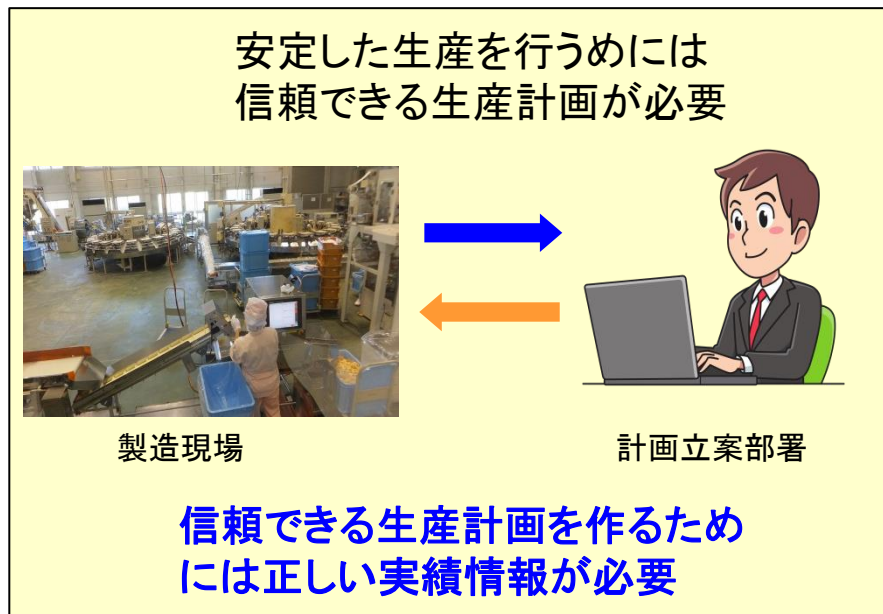 安定した生産を行うめには
信頼できる生産計画が必要
製造現場
計画立案部署
信頼できる生産計画を作るため
には正しい実績情報が必要